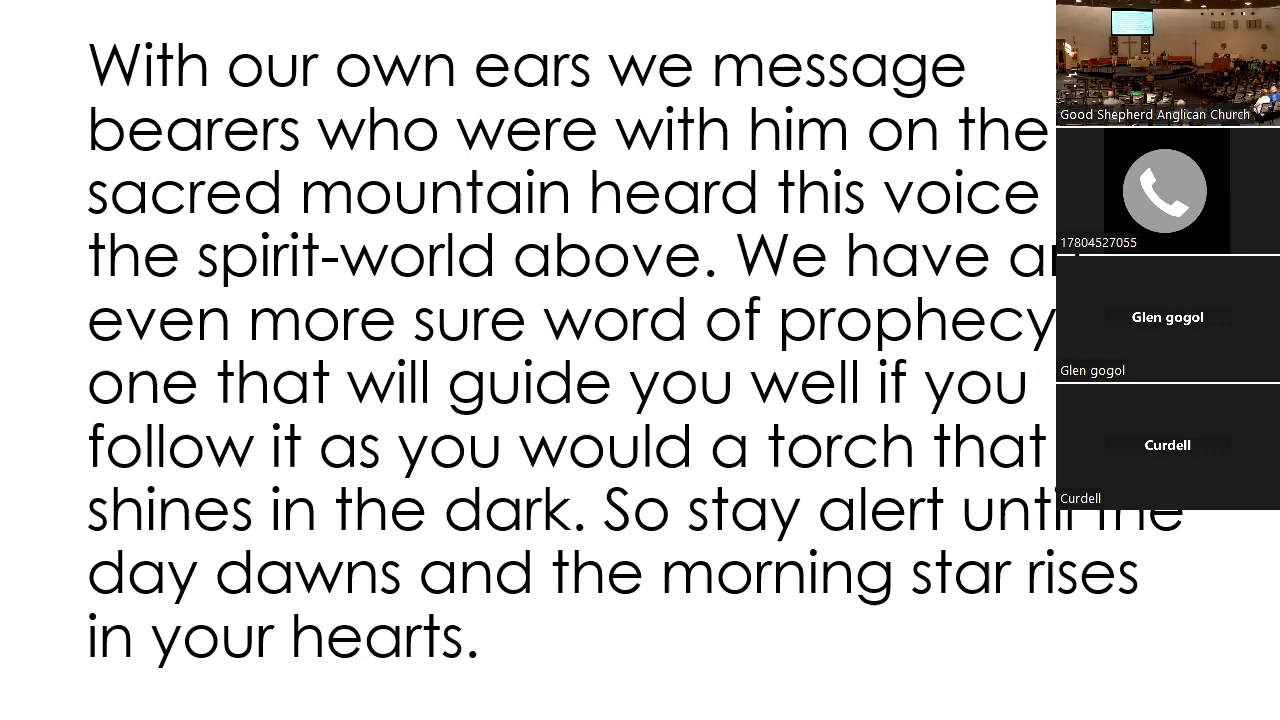 With our own ears we message
bearers who were with him on the
sacred mountain heard this voice
the spirit-world above. We have
even more sure word of prophecy
one that will guide you well if you
follow it as you would a torch that
shines in the dark. So stay alert until the
day dawns and the morning star rises
in your hearts.
Good Shepherd Anglican Church
17804527055
Glen gogol
Glen gogol
Curdell
Curdell